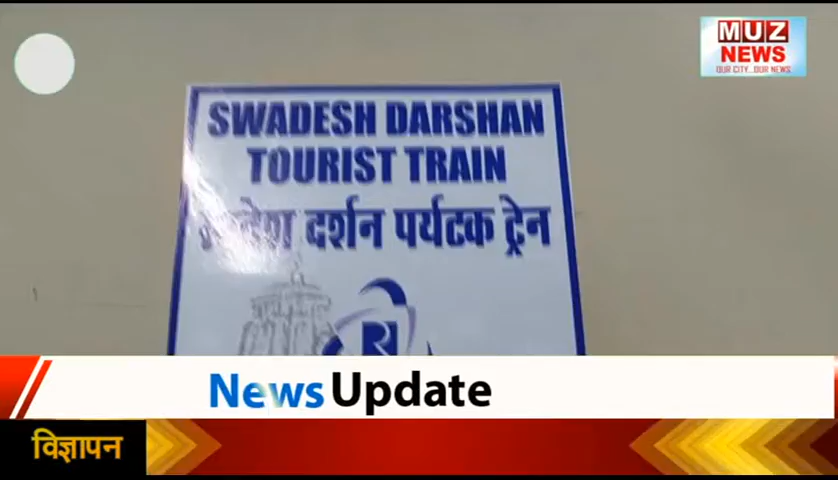 MUZ
NEWS
OUR CITY...OUR NEWS
SWADESH DARSHAN
TOURIST TRAIN
दर्शन पर्यटक ट्रेन
News Update
विज्ञापन